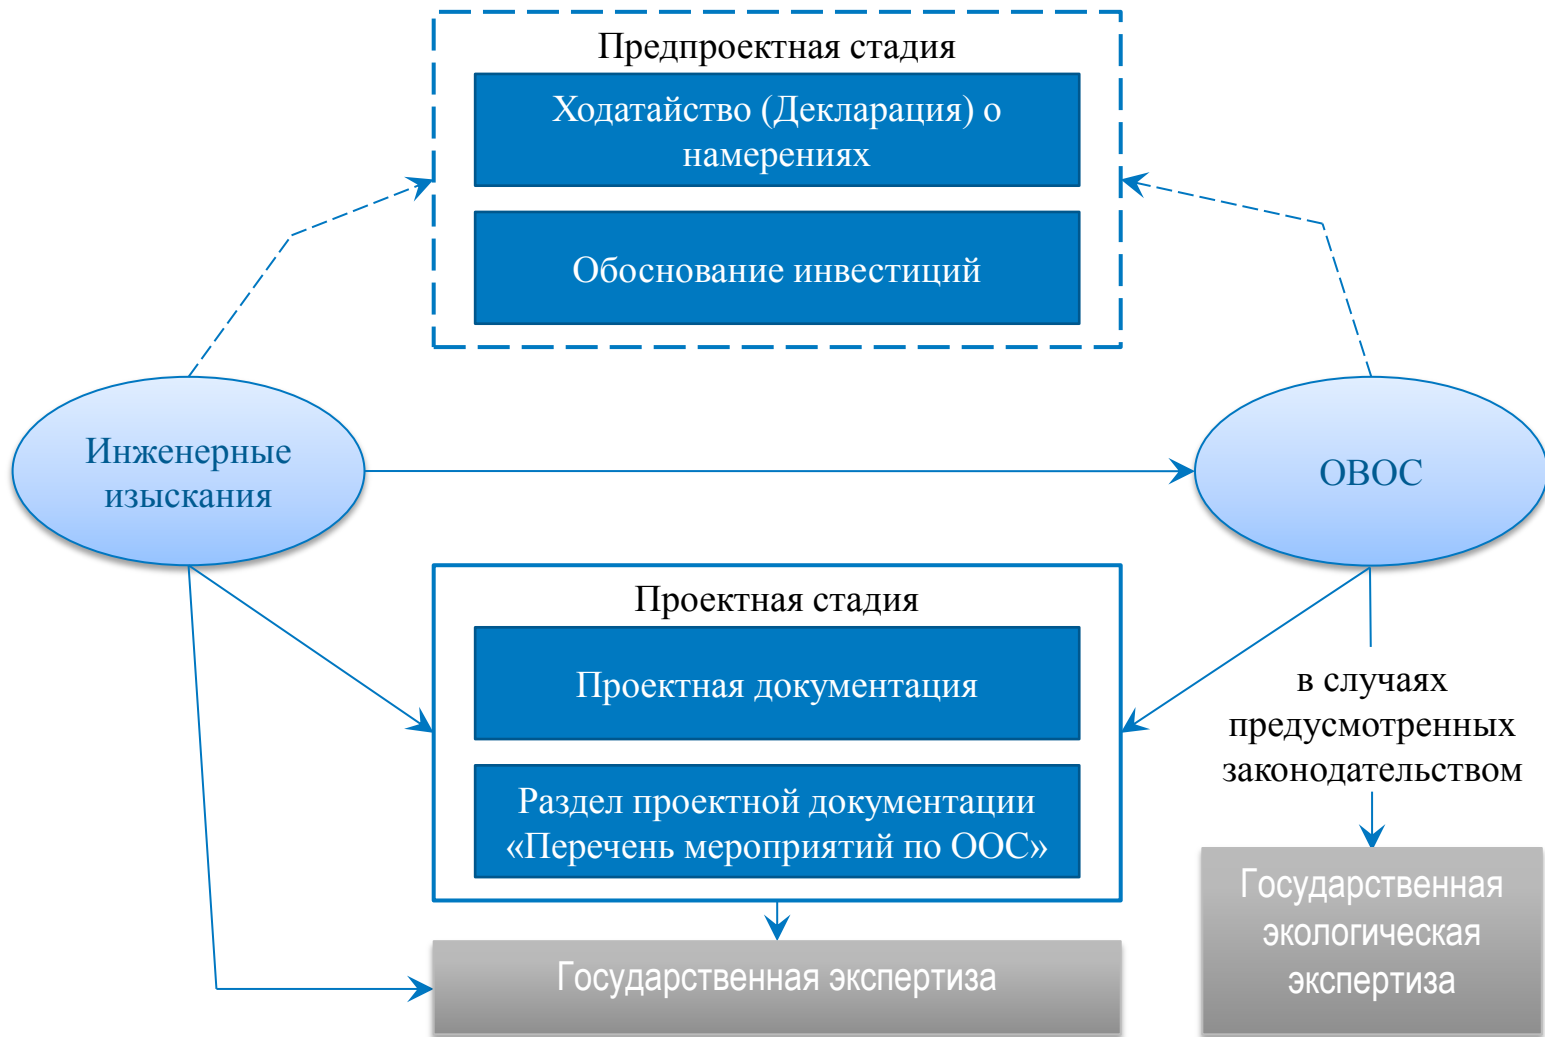 Предпроектная стадия
Ходатайство (Декларация) о
намерениях
Обоснование инвестиций
Инженерные
изыскания
ОВОС
Проектная стадия
Проектная документация
Раздел проектной документации
«Перечень мероприятий по ООС»
в случаях
предусмотренных
законодательством
Государственная экспертиза
Государственная
экологическая
экспертиза